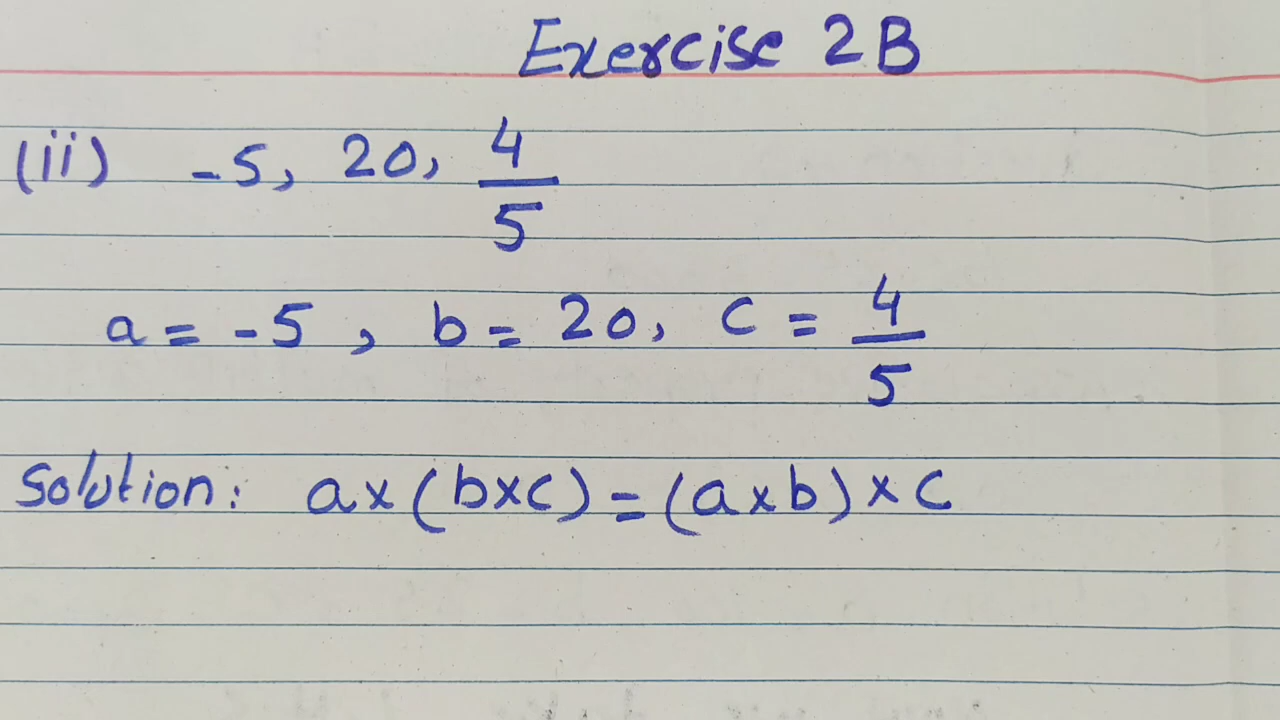 Exercise 2B
(ii) -5, 20, 4/5
a = -5, b = 20, c = 4/5
Solution: a×(b×c) = (a×b)×c